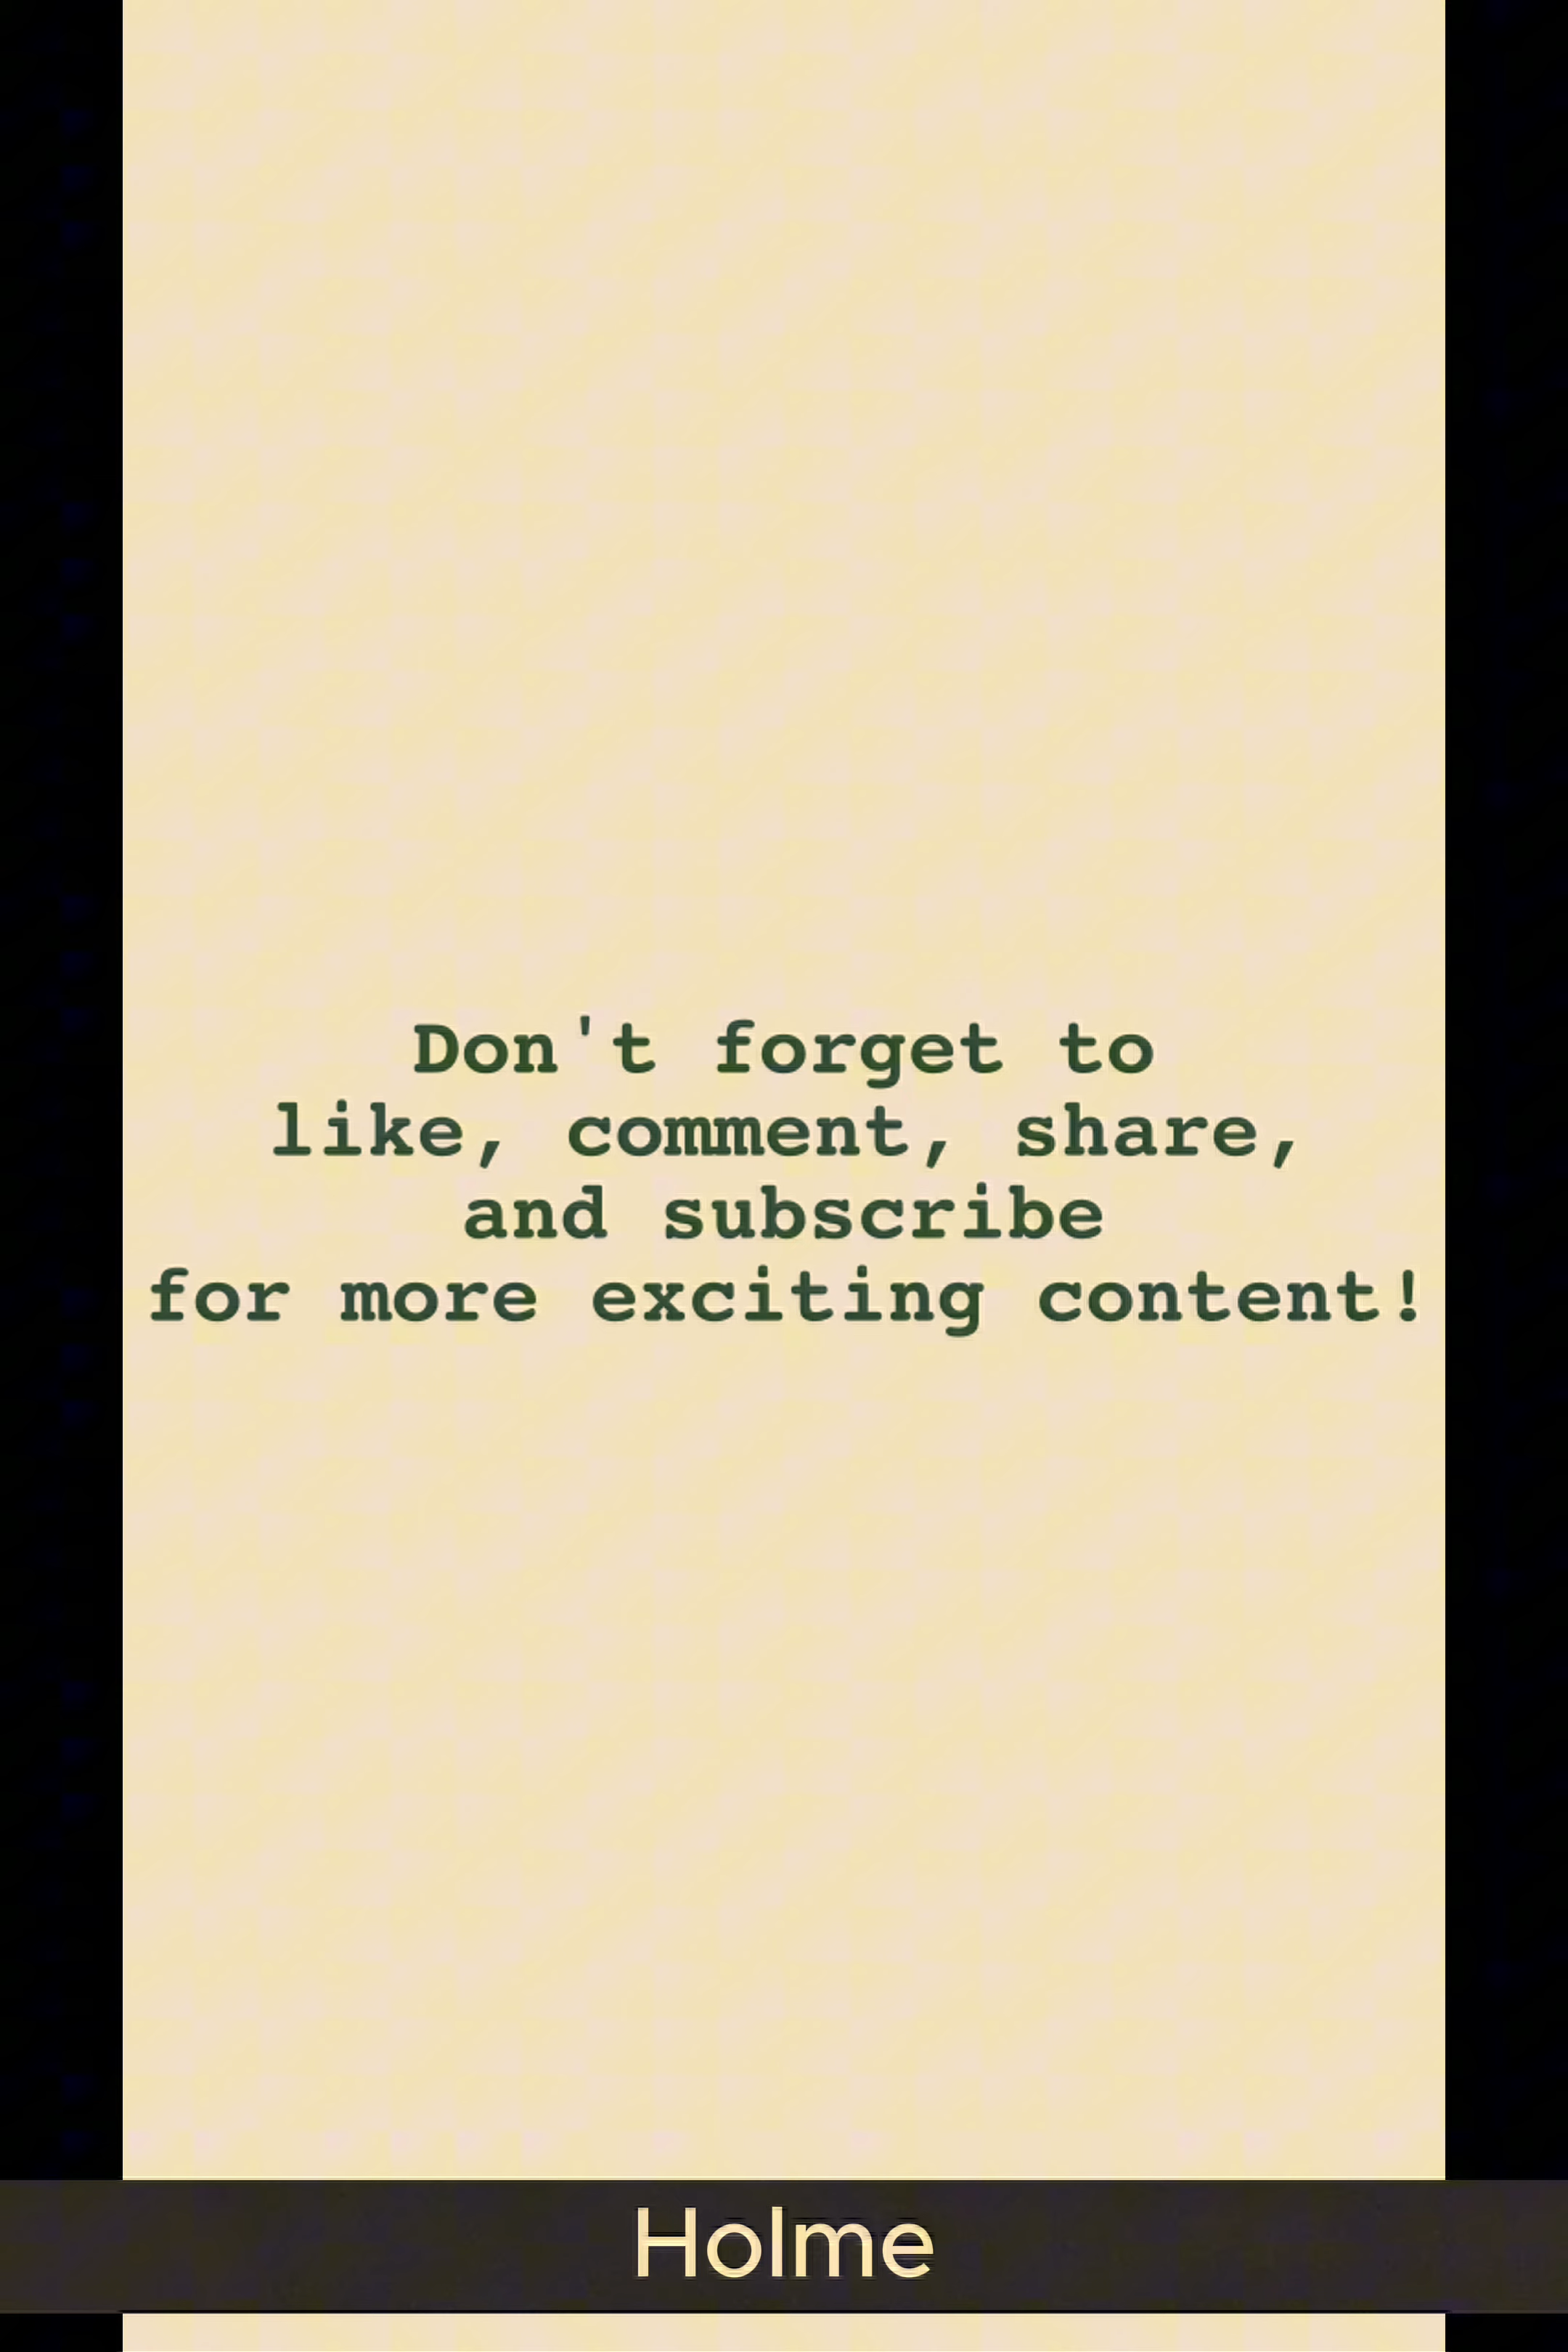 Don't forget to
like, comment, share,
and subscribe
for more exciting content!
Holme